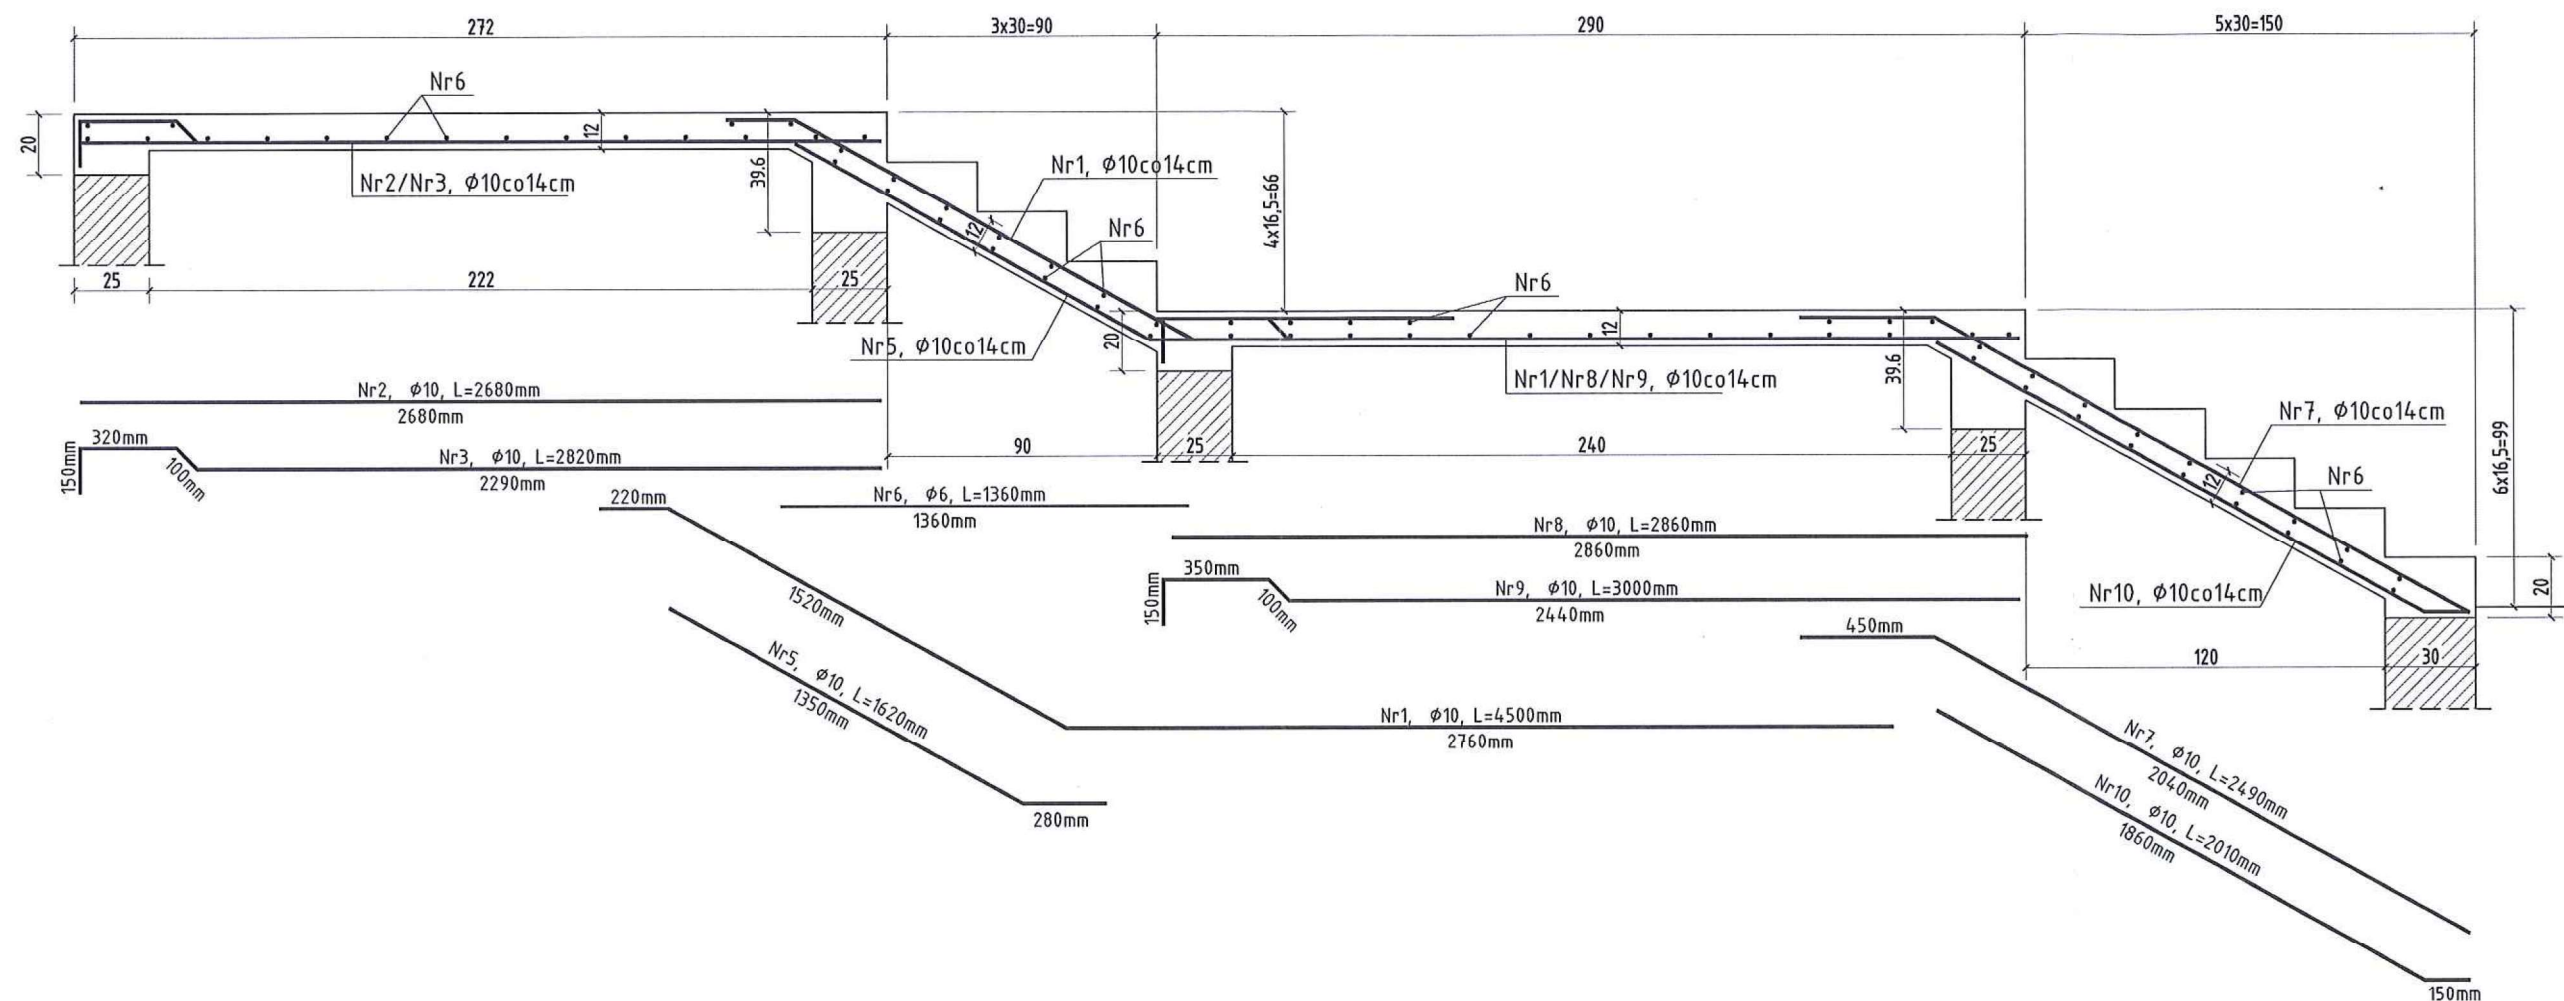 272
3x30=90
290
5x30=150
Nr6
20
12
39.6
Nr2/Nr3, Φ10co14cm
Nr1, Φ10co14cm
4x16,5=66
12
Nr6
25
222
25
Nr6
Nr5, Φ10co14cm
20
12
39.6
Nr1/Nr8/Nr9, Φ10co14cm
Nr2, Φ10, L=2680mm
2680mm
Nr7, Φ10co14cm
6x16,5=99
320mm
150mm
100mm
Nr3, Φ10, L=2820mm
2290mm
90
25
240
25
12
Nr6
220mm
Nr6, Φ6, L=1360mm
1360mm
Nr8, Φ10, L=2860mm
2860mm
350mm
150mm
100mm
Nr9, Φ10, L=3000mm
2440mm
Nr10, Φ10co14cm
20
1520mm
450mm
120
30
Nr5, Φ10, L=1620mm
1350mm
280mm
Nr1, Φ10, L=4500mm
2760mm
Nr7, Φ10, L=2490mm
2040mm
Nr10, Φ10, L=2010mm
1860mm
150mm